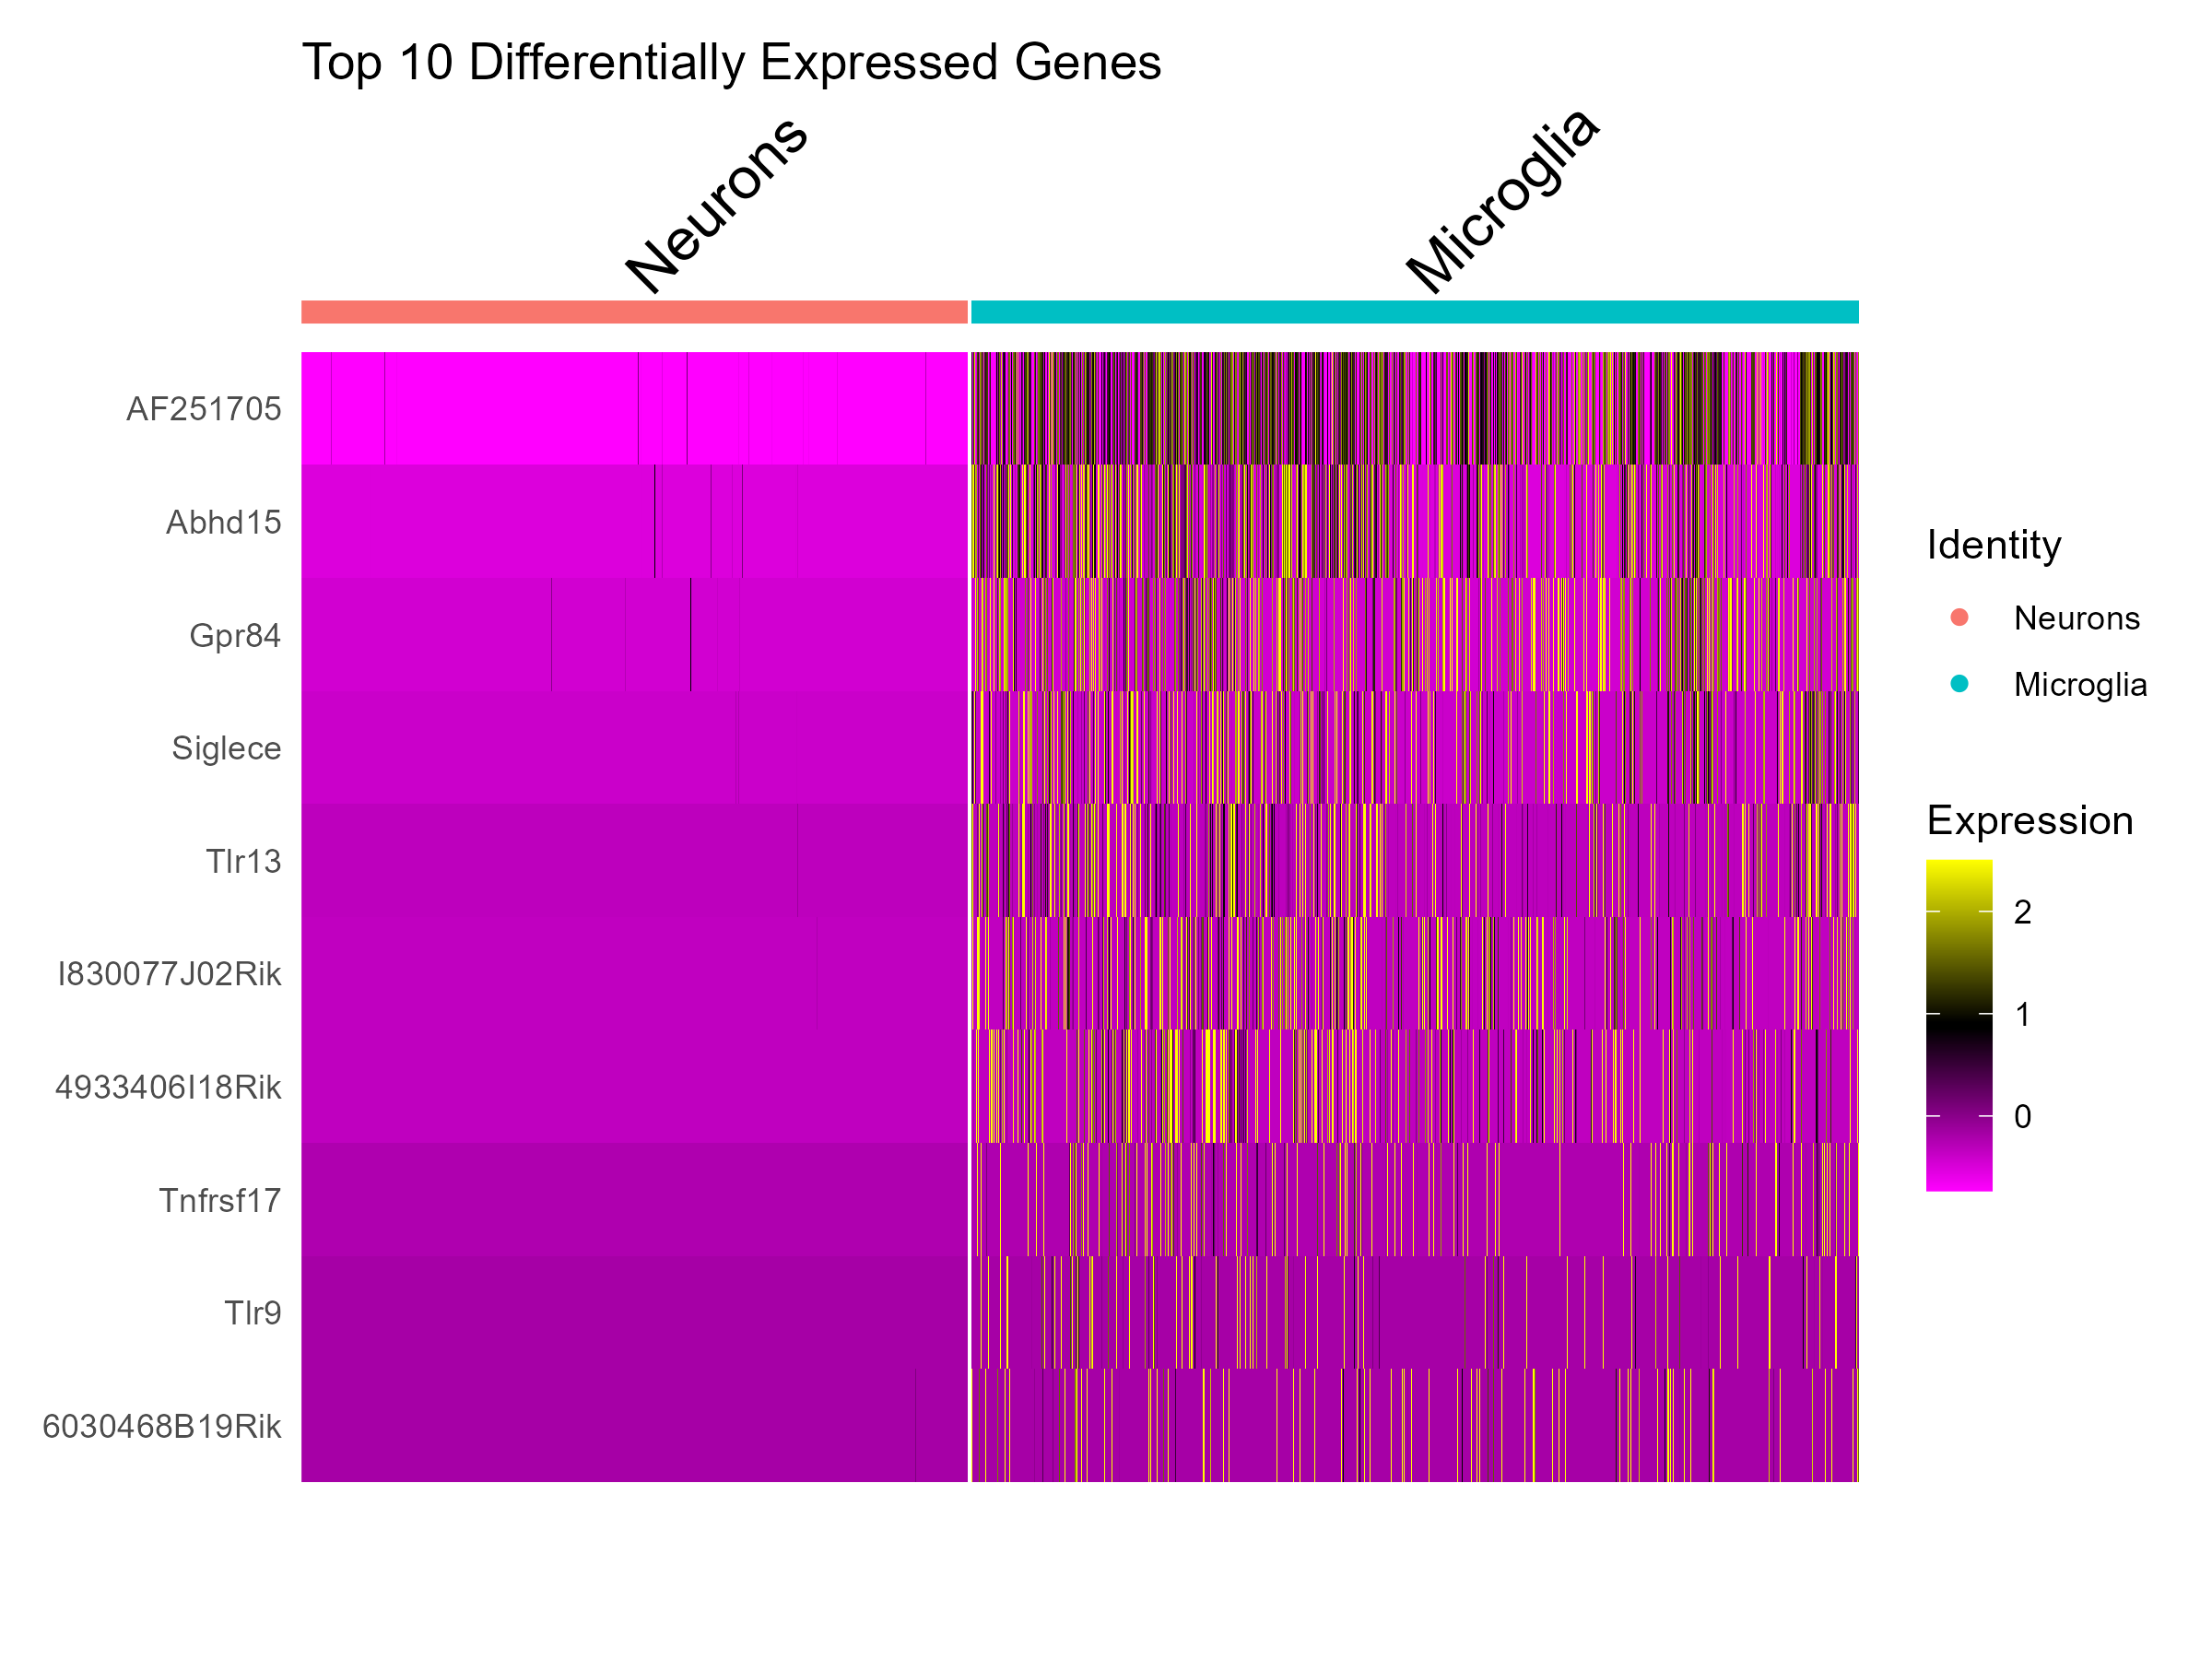 Top 10 Differentially Expressed Genes
Neurons
Microglia
AF251705
Abhd15
Gpr84
Siglece
Tlr13
I830077J02Rik
4933406I18Rik
Tnfrsf17
Tlr9
6030468B19Rik
Identity
Neurons
Microglia
Expression
2
1
0